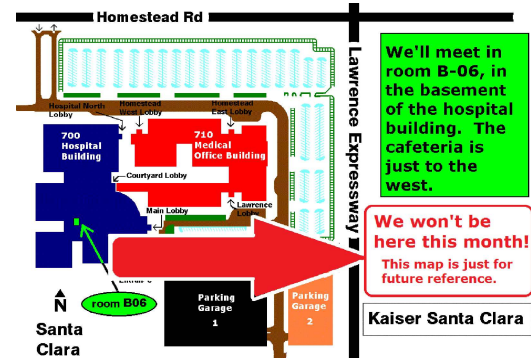 Homestead Rd
Hospital North
Lobby
Homestead
West Lobby
Homestead
East Lobby
700
Hospital
Building
710
Medical
Office Building
Courtyard Lobby
Main Lobby
Lawrence
Lobby
Lawrence Expressway
We'll meet in
room B-06, in
the basement
of the hospital
building. The
cafeteria is
just to the
west.
We won't be
here this month!
This map is just for
future reference.
room B06
N
Santa
Clara
Parking
Garage
1
Parking
Garage
2
Kaiser Santa Clara